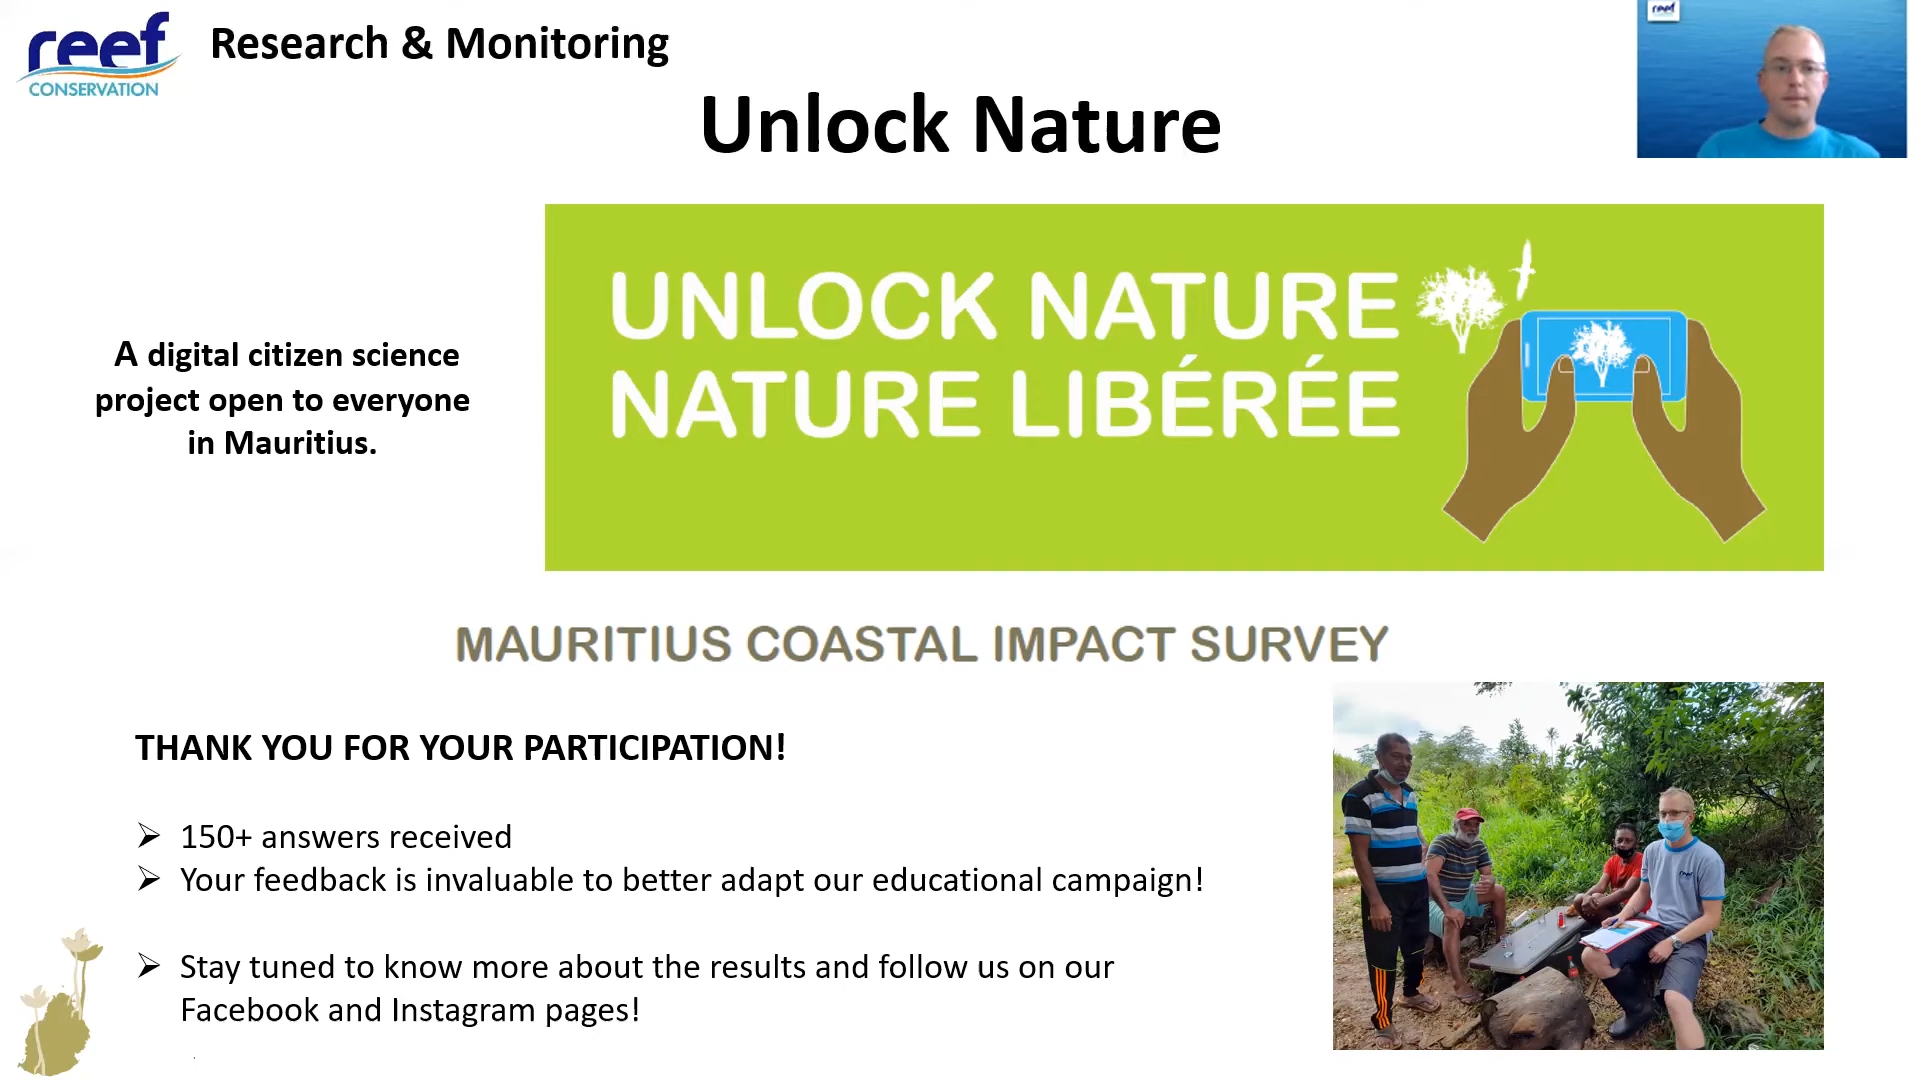 reef
CONSERVATION
Research & Monitoring
reef
Unlock Nature
UNLOCK NATURE
NATURE LIBÉRÉE
A digital citizen science
project open to everyone
in Mauritius.
MAURITIUS COASTAL IMPACT SURVEY
THANK YOU FOR YOUR PARTICIPATION!
➢ 150+ answers received
➢ Your feedback is invaluable to better adapt our educational campaign!
➢ Stay tuned to know more about the results and follow us on our
Facebook and Instagram pages!
reef